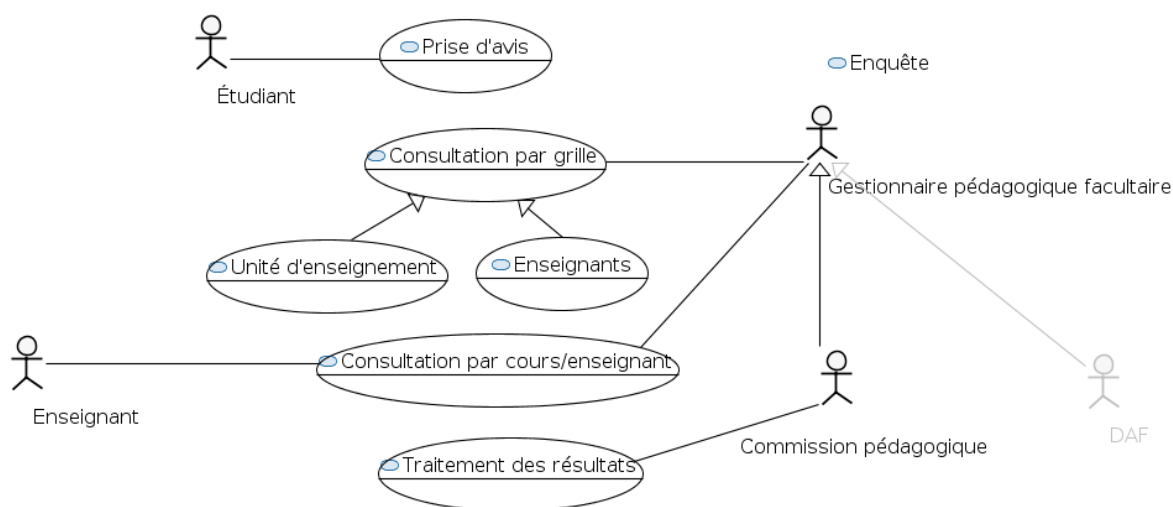 Prise d'avis
Enquête
Étudiant
Consultation par grille
Gestionnaire pédagogique facultaire
Unité d'enseignement
Enseignants
Consultation par cours/enseignant
Enseignant
Commission pédagogique
DAF
Traitement des résultats